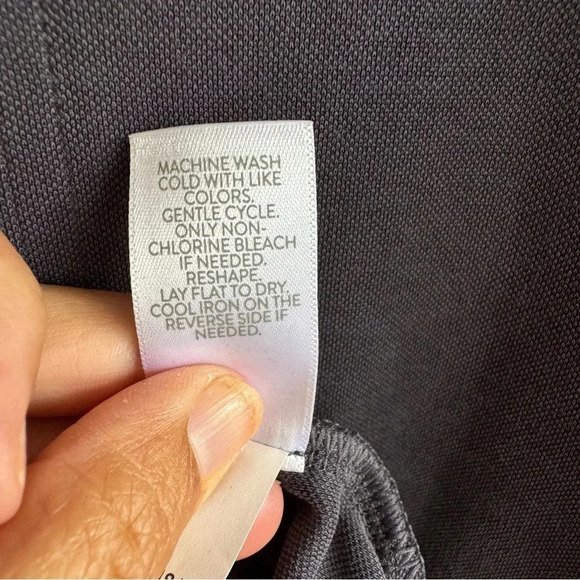 MACHINE WASH
COLD WITH LIKE
COLORS.
GENTLE CYCLE.
ONLY NON-
CHLORINE BLEACH
IF NEEDED.
RESHAPE.
LAY FLAT TO DRY.
COOL IRON ON THE
REVERSE SIDE IF
NEEDED.